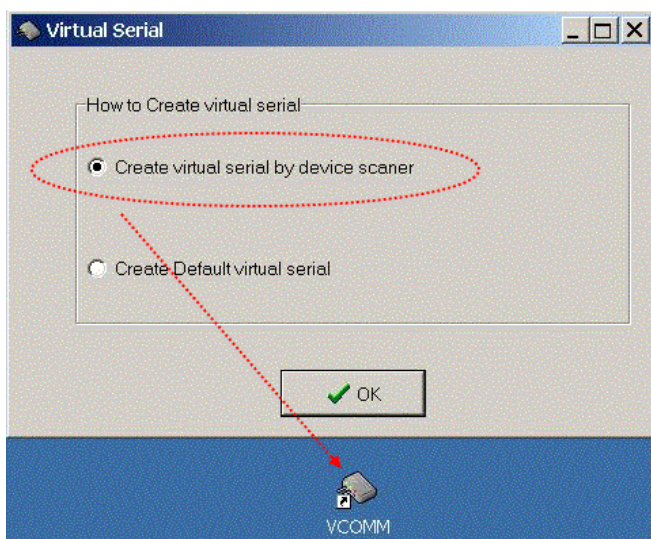 Virtual Serial
How to Create virtual serial
Create virtual serial by device scaner
Create Default virtual serial
OK
VCOMM